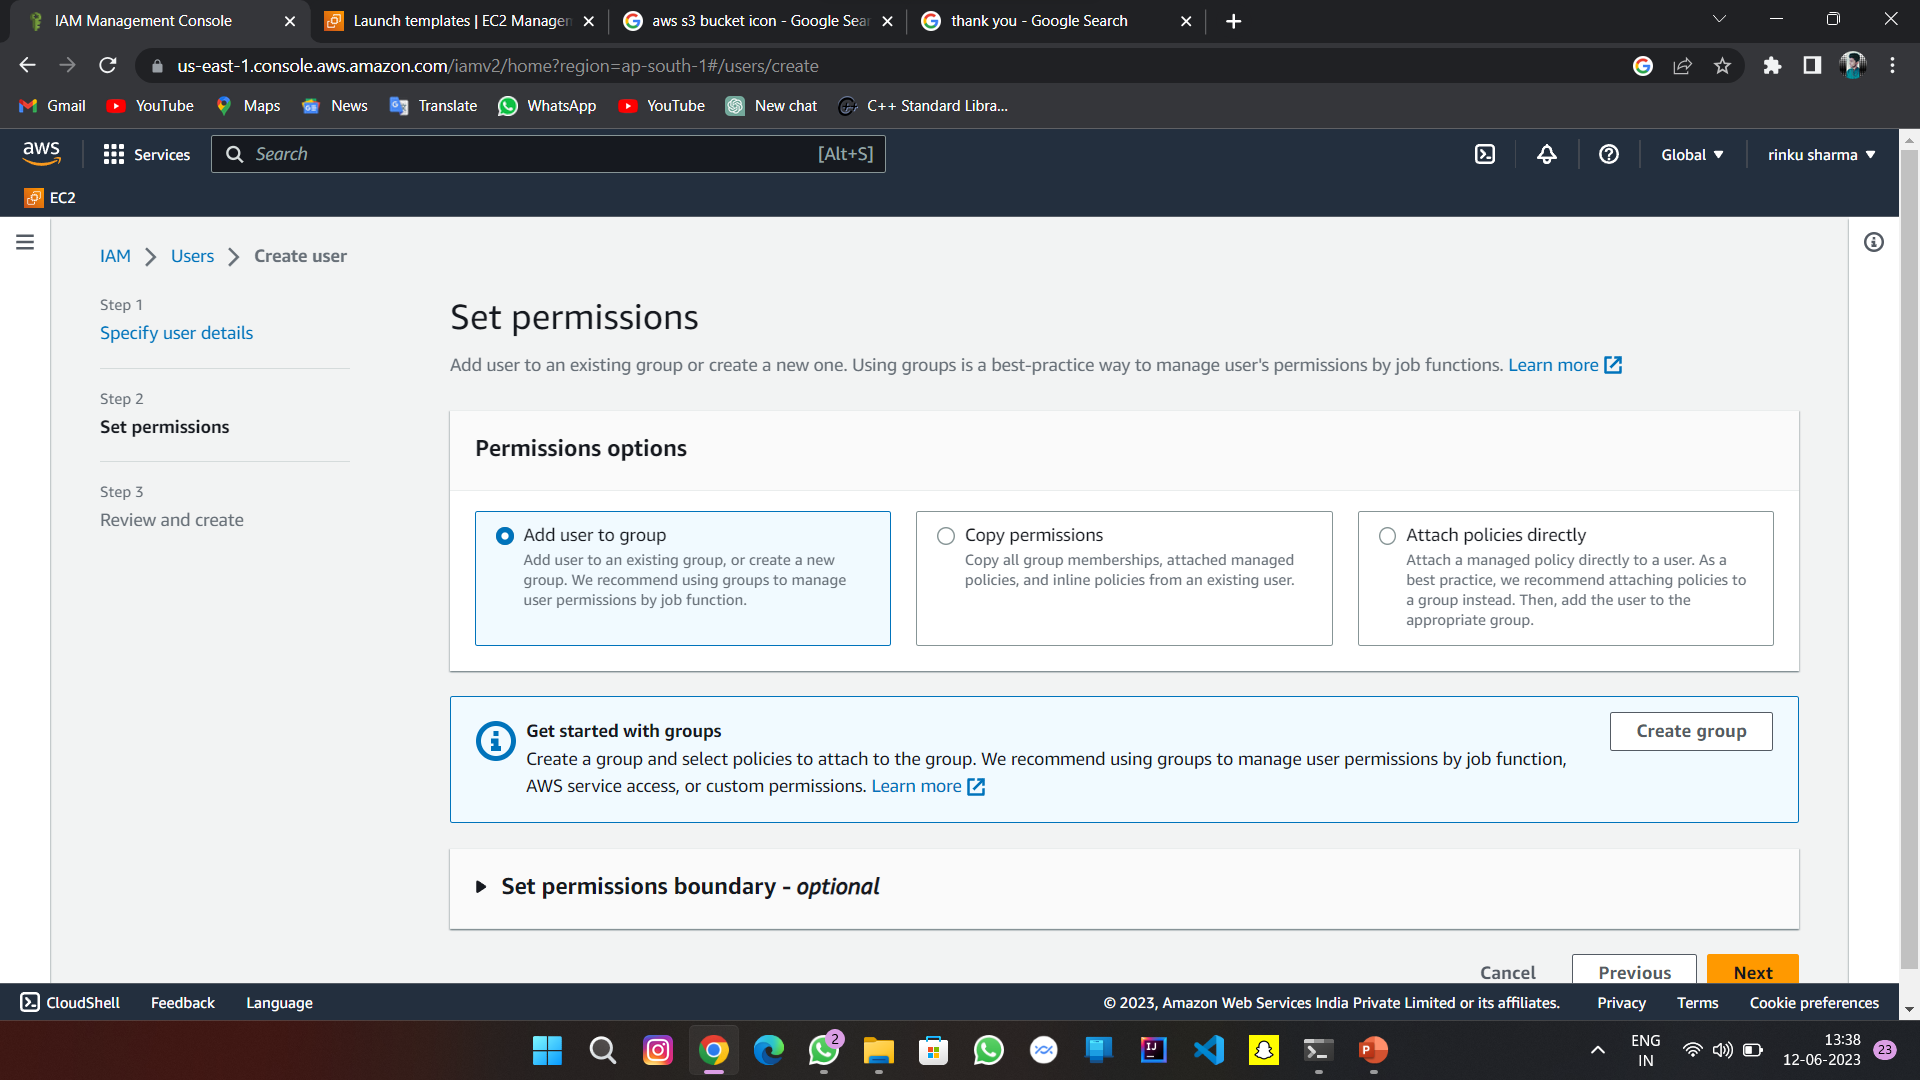 IAM Management Console
Launch templates | EC2 Managen
aws s3 bucket icon - Google Sear
thank you - Google Search
us-east-1.console.aws.amazon.com/iamv2/home?region=ap-south-1#/users/create
Gmail
YouTube
Maps
News
Translate
WhatsApp
YouTube
New chat
C++ Standard Libra...
aws
Services
Search
[Alt+S]
Global
rinku sharma
EC2
IAM
Users
Create user
Step 1
Specify user details
Step 2
Set permissions
Step 3
Review and create
Set permissions
Add user to an existing group or create a new one. Using groups is a best-practice way to manage user's permissions by job functions. Learn more
Permissions options
Add user to group
Add user to an existing group, or create a new
group. We recommend using groups to manage
user permissions by job function.
Copy permissions
Copy all group memberships, attached managed
policies, and inline policies from an existing user.
Attach policies directly
Attach a managed policy directly to a user. As a
best practice, we recommend attaching policies to
a group instead. Then, add the user to the
appropriate group.
Get started with groups
Create a group and select policies to attach to the group. We recommend using groups to manage user permissions by job function,
AWS service access, or custom permissions. Learn more
Create group
Set permissions boundary - optional
Cancel
Previous
Next
CloudShell
Feedback
Language
© 2023, Amazon Web Services India Private Limited or its affiliates.
Privacy
Terms
Cookie preferences
2
IJ
P
ENG
IN
13:38
12-06-2023
23